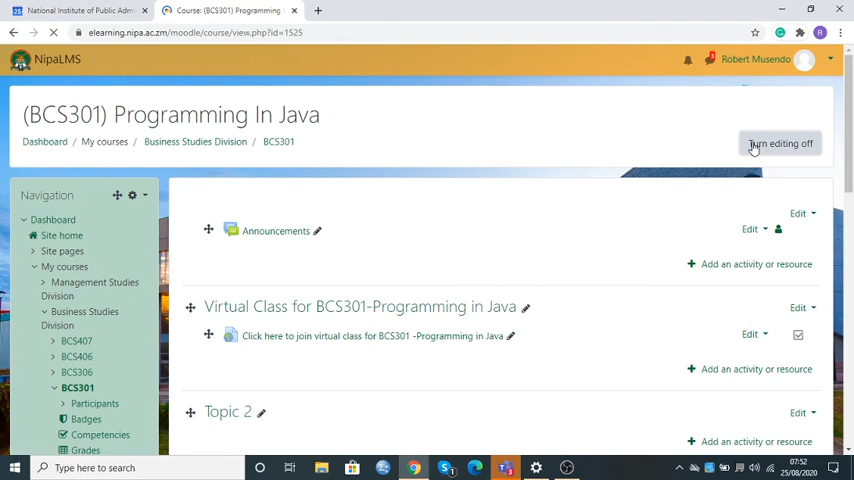 National Institute of Public Admi
Course: (BCS301) Programming I
elearning.nipa.ac.zm/moodle/course/view.php?id=1525
R
NipaLMS
Robert Musendo
(BCS301) Programming In Java
Dashboard / My courses / Business Studies Division / BCS301
Turn editing off
Navigation
Dashboard
Site home
Site pages
My courses
Management Studies
Division
Business Studies
Division
BCS407
BCS406
BCS306
BCS301
Participants
Badges
Competencies
Grades
Edit
Announcements
Edit
Add an activity or resource
Virtual Class for BCS301-Programming in Java
Edit
Click here to join virtual class for BCS301 -Programming in Java
Edit
Add an activity or resource
Topic 2
Edit
Add an activity or resource
Type here to search
07:52
25/08/2020